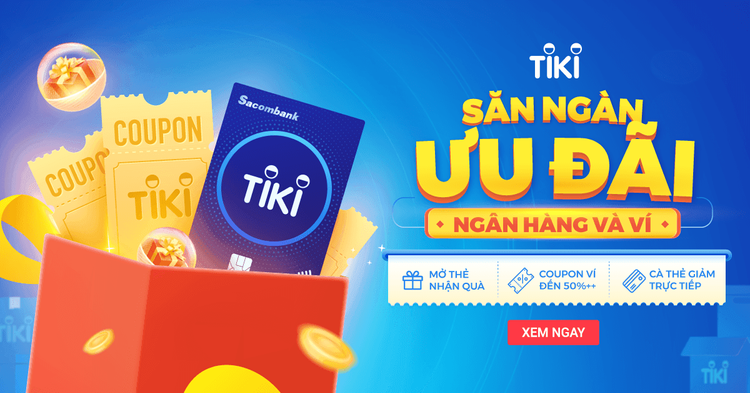 TIKI
SĂN NGÀN
ƯU ĐÃI
NGÂN HÀNG VÀ VÍ
MỞ THẺ
NHẬN QUÀ
COUPON VÍ
ĐẾN 50%++
CÀ THẺ GIẢM
TRỰC TIẾP
XEM NGAY
Sacombank
TIKI
COUPON
TIKI
COUPON
TIKI
TIKI